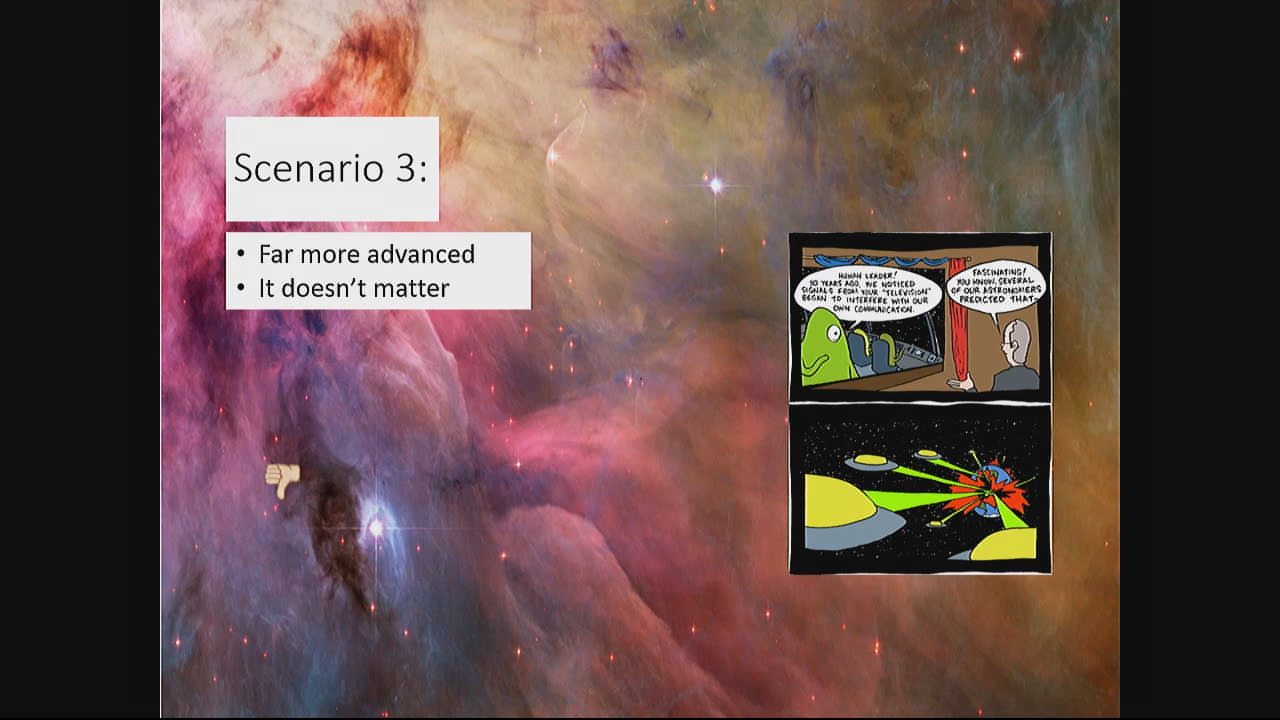 Scenario 3:
• Far more advanced
• It doesn't matter
HUMAN LEADER!
70 YEARS AGO, WE NOTICED
SIGNALS FROM YOUR "TELEVISION"
BEGAN TO INTERFERE WITH OUR
OWN COMMUNICATION.
FASCINATING!
YOU KNOW, SEVERAL
OF OUR ASTRONOMERS
PREDICTED THAT-